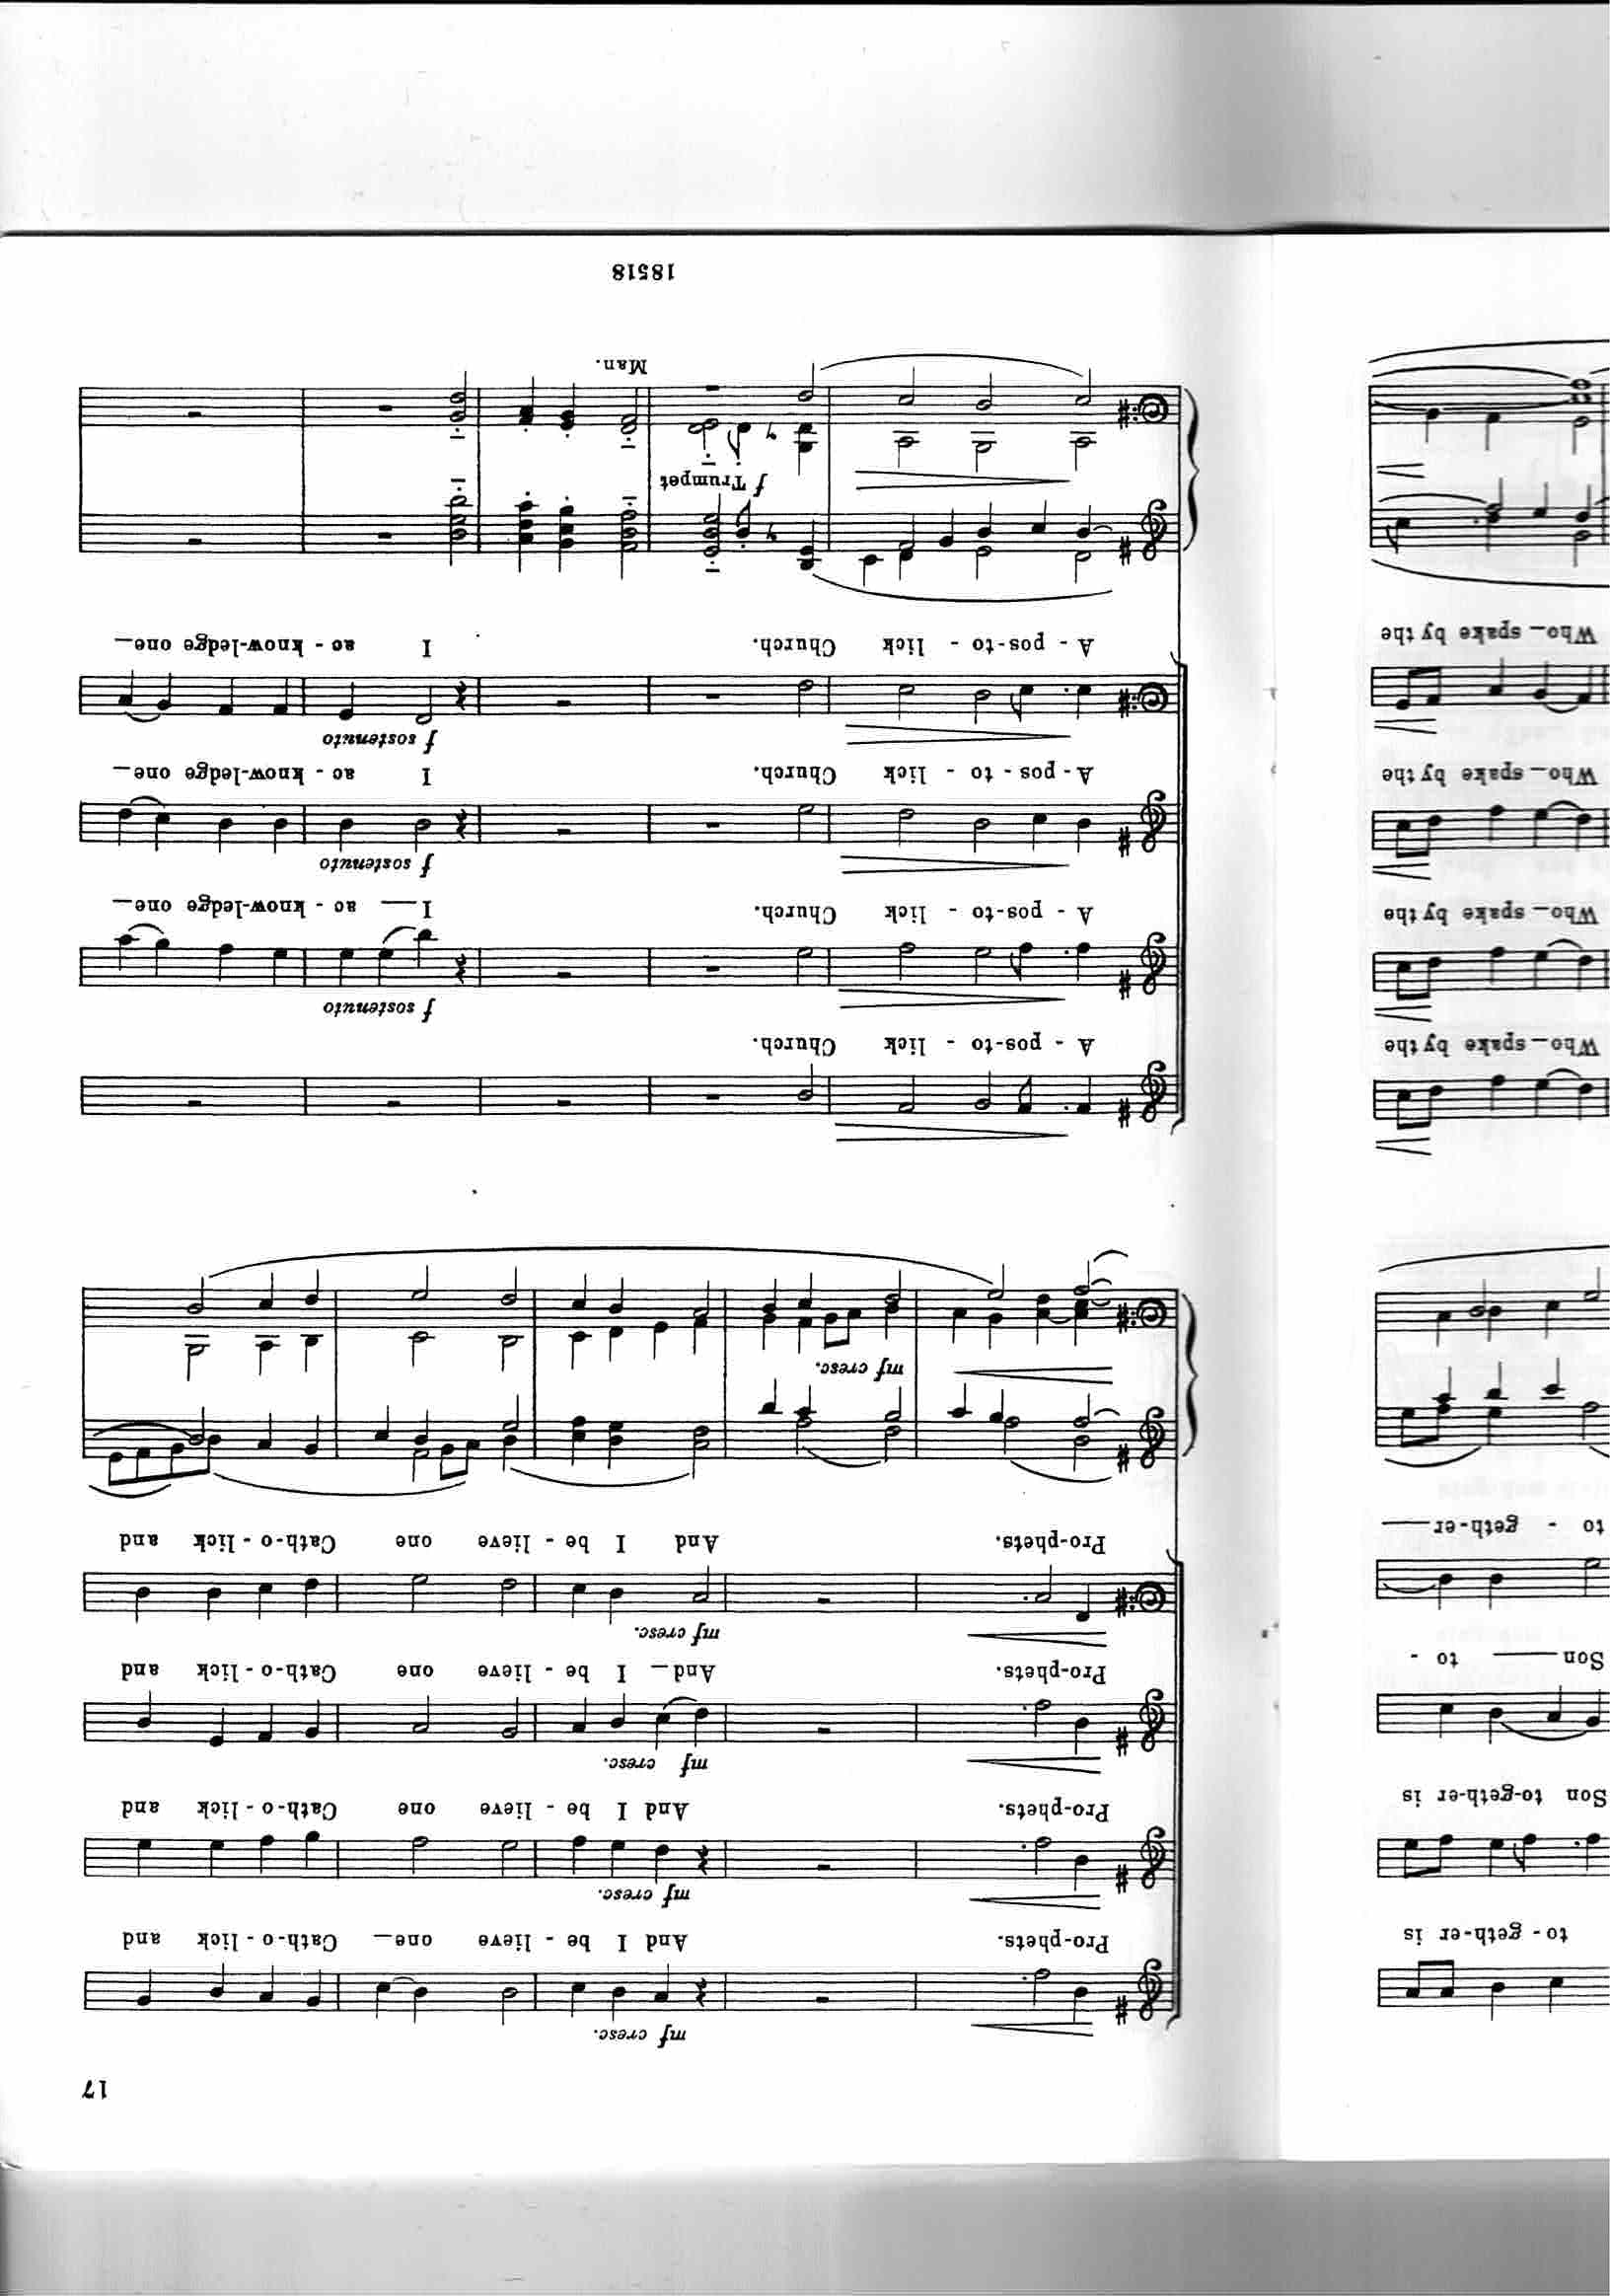 17
mf cresc.
Pro-phets. And I be - lieve one— Cath-o-lick and
mf cresc.
Pro-phets. And I be - lieve one Cath-o-lick and
mf cresc.
Pro-phets. And— I be - lieve one Cath-o-lick and
mf cresc.
Pro-phets. And I be - lieve one Cath-o-lick and
mf cresc.
A - pos-to - lick Church.
f sostenuto
A - pos-to - lick Church. I— ac - know-ledge one—
f sostenuto
A - pos - to - lick Church. I ac - know-ledge one—
f sostenuto
A - pos-to - lick Church. I ac - know-ledge one—
f Trumpet
Man.
18518
to - geth-er is
Son to-geth-er is
Son — to -
to - geth-er—
Who— spake by the
Who— spake by the
Who— spake by the
Who— spake by the